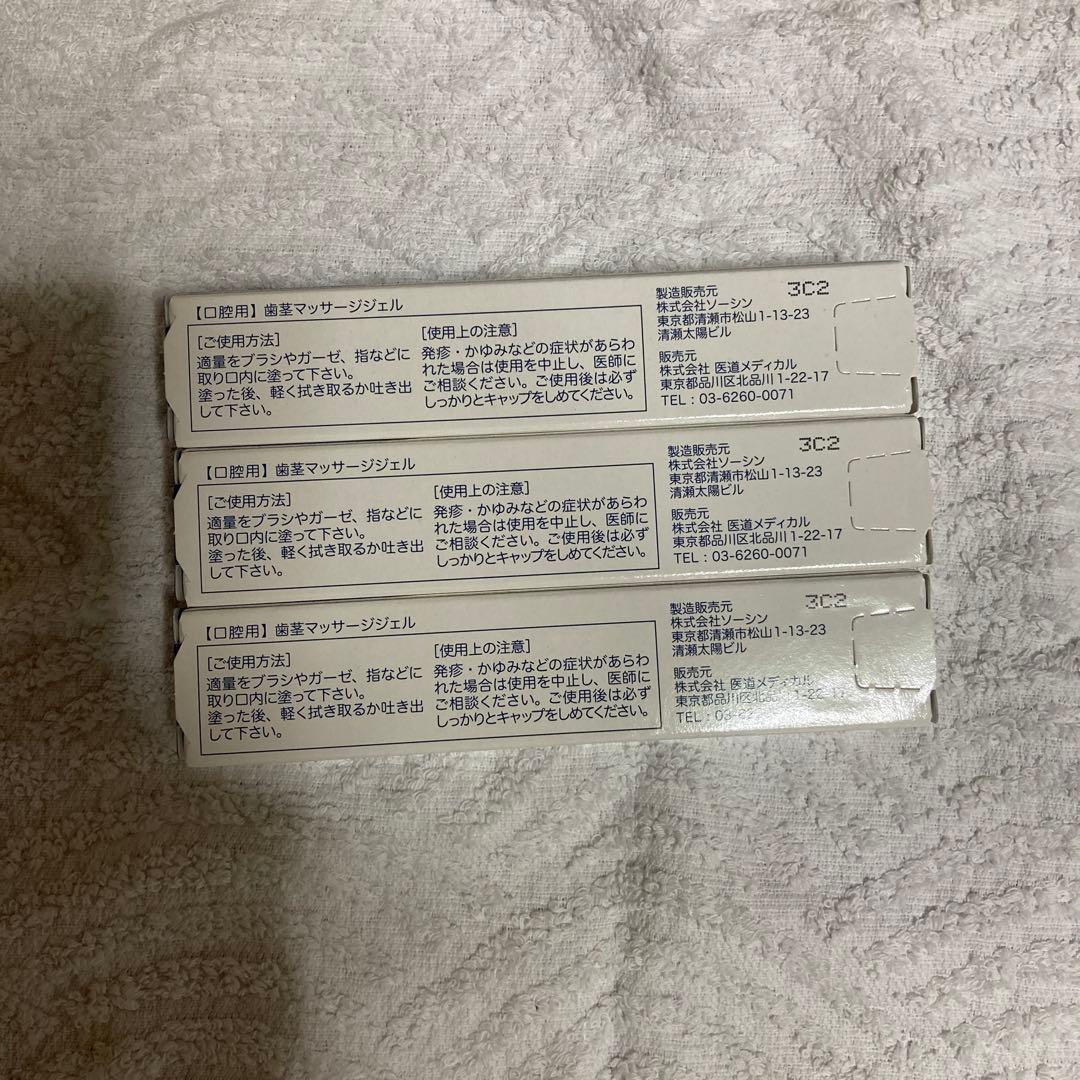 【口腔用】歯茎マッサージジェル
[ご使用方法]
適量をブラシやガーゼ、指などに
取り口内に塗って下さい。
塗った後、軽く拭き取るか吐き出
して下さい。
[使用上の注意]
発疹・かゆみなどの症状があらわ
れた場合は使用を中止し、医師に
ご相談ください。ご使用後は必ず
しっかりとキャップをしめてください。
製造販売元
3C2
株式会社ソーシン
東京都清瀬市松山1-13-23
清瀬太陽ビル
販売元
株式会社 医道メディカル
東京都品川区北品川1-22-17
TEL:03-6260-0071
【口腔用】歯茎マッサージジェル
[ご使用方法]
適量をブラシやガーゼ、指などに
取り口内に塗って下さい。
塗った後、軽く拭き取るか吐き出
して下さい。
[使用上の注意]
発疹・かゆみなどの症状があらわ
れた場合は使用を中止し、医師に
ご相談ください。ご使用後は必ず
しっかりとキャップをしめてください。
製造販売元
3C2
株式会社ソーシン
東京都清瀬市松山1-13-23
清瀬太陽ビル
販売元
株式会社 医道メディカル
東京都品川区北品川1-22-17
TEL:03-6260-0071
【口腔用】歯茎マッサージジェル
[ご使用方法]
適量をブラシやガーゼ、指などに
取り口内に塗って下さい。
塗った後、軽く拭き取るか吐き出
して下さい。
[使用上の注意]
発疹・かゆみなどの症状があらわ
れた場合は使用を中止し、医師に
ご相談ください。ご使用後は必ず
しっかりとキャップをしめてください。
製造販売元
3C2
株式会社ソーシン
東京都清瀬市松山1-13-23
清瀬太陽ビル
販売元
株式会社 医道メディカル
東京都品川区北品川1-22-17
TEL:03-62